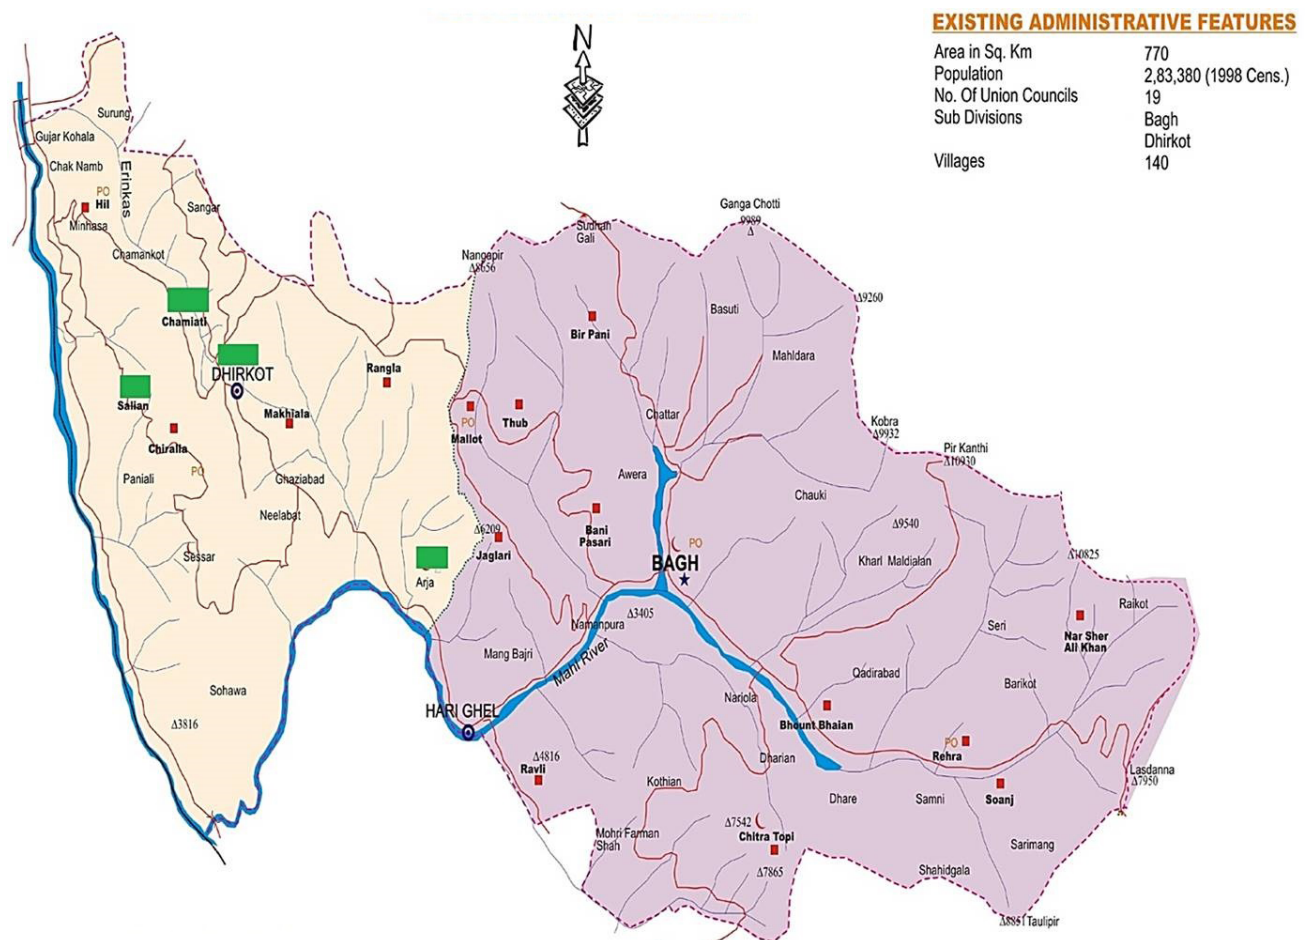 EXISTING ADMINISTRATIVE FEATURES
Area in Sq. Km 770
Population 2,83,380 (1998 Cens.)
No. Of Union Councils 19
Sub Divisions Bagh
Dhirkot
Villages 140
N
Surung
Gujar Kohala
Chak Namb
Erinkas
PO
Hil
Minhasa
Sangar
Chamankot
Chamiati
DHIRKOT
Salian
Rangla
Makhiala
Chiralla
PO
Paniali
Ghaziabad
Neelabat
Sessar
Arja
Sohawa
Δ3816
Ganga Chotti
9989
Δ
Sudhan
Gali
Nangapir
Δ8656
Δ9260
Basuti
Bir Pani
Mahldara
Chattar
Thub
PO
Mallot
Kobra
Δ9932
Pir Kanthi
Δ10930
Awera
Chauki
Δ9540
Δ6209
Bani
Pasari
Jaglari
PO
BAGH
Kharl Maldialan
Δ10825
Δ3405
Raikot
Namanpura
Seri
Nar Sher
Ali Khan
Mang Bajri
Mahl River
Qadirabad
Barikot
Nariola
HARI GHEL
Bhount Bhaian
PO
Rehra
Δ4816
Ravli
Dharian
Lasdanna
Δ7950
Kothian
Dhare
Samni
Soanj
Δ7542
Chitra Topi
Mohri Farman
Shah
Sarimang
Δ7865
Shahidgala
Δ8851 Taulipir